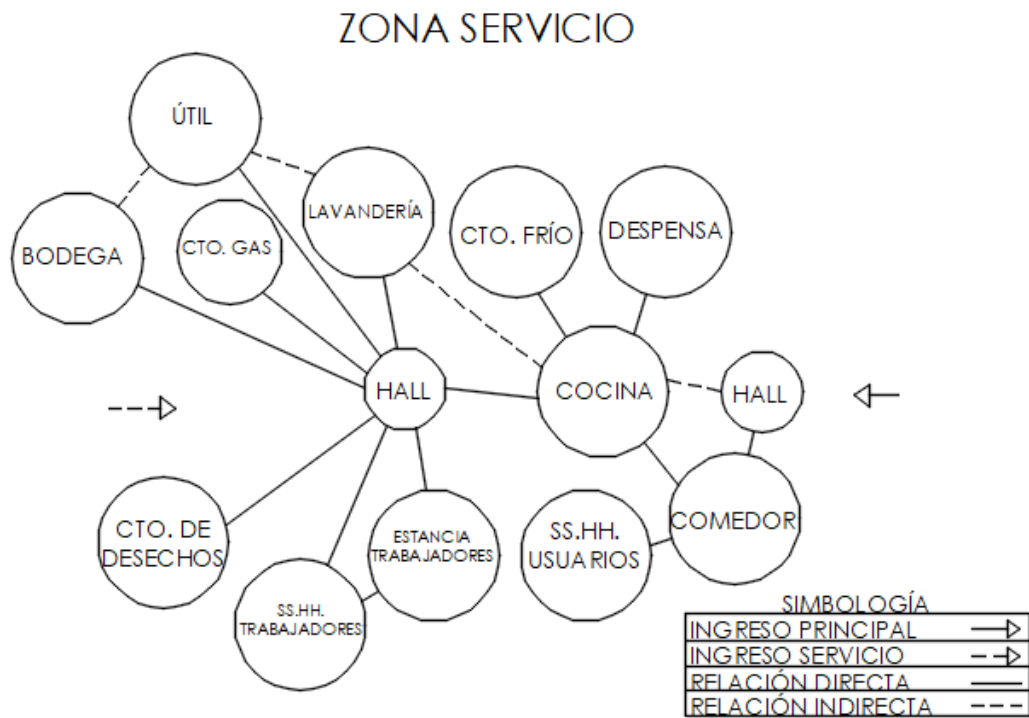 ZONA SERVICIO
ÚTIL
LAVANDERÍA
CTO. FRÍO
DESPENSA
BODEGA
CTO. GAS
HALL
COCINA
HALL
CTO. DE
DESECHOS
ESTANCIA
TRABAJADORES
SS.HH.
USUARIOS
COMEDOR
SS.HH.
TRABAJADORES
SIMBOLOGÍA
INGRESO PRINCIPAL
INGRESO SERVICIO
RELACIÓN DIRECTA
RELACIÓN INDIRECTA